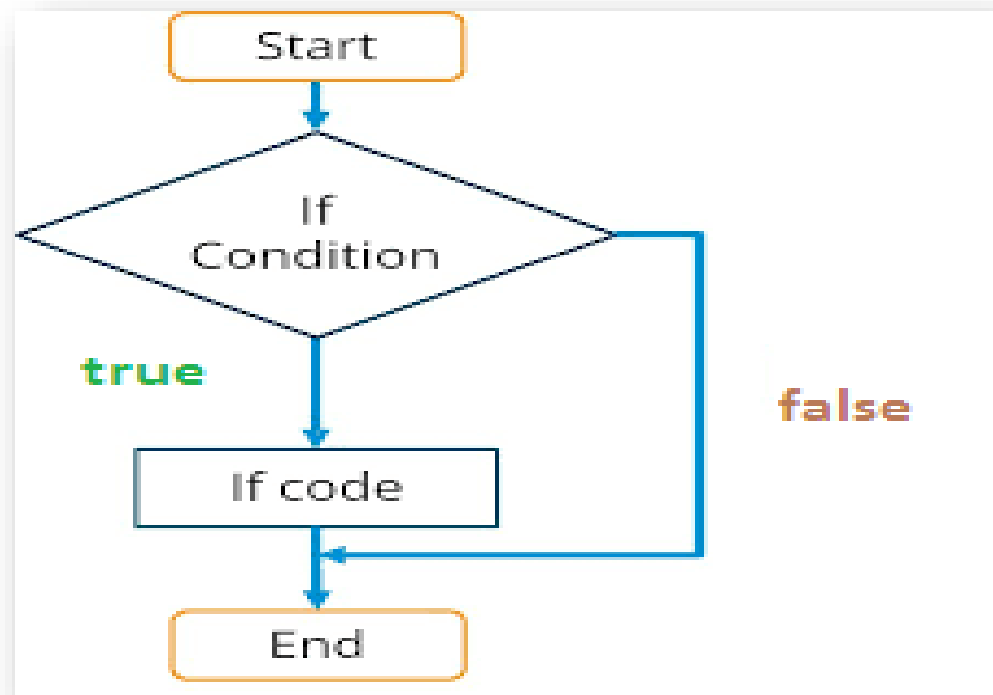 Start
If
Condition
true
false
If code
End